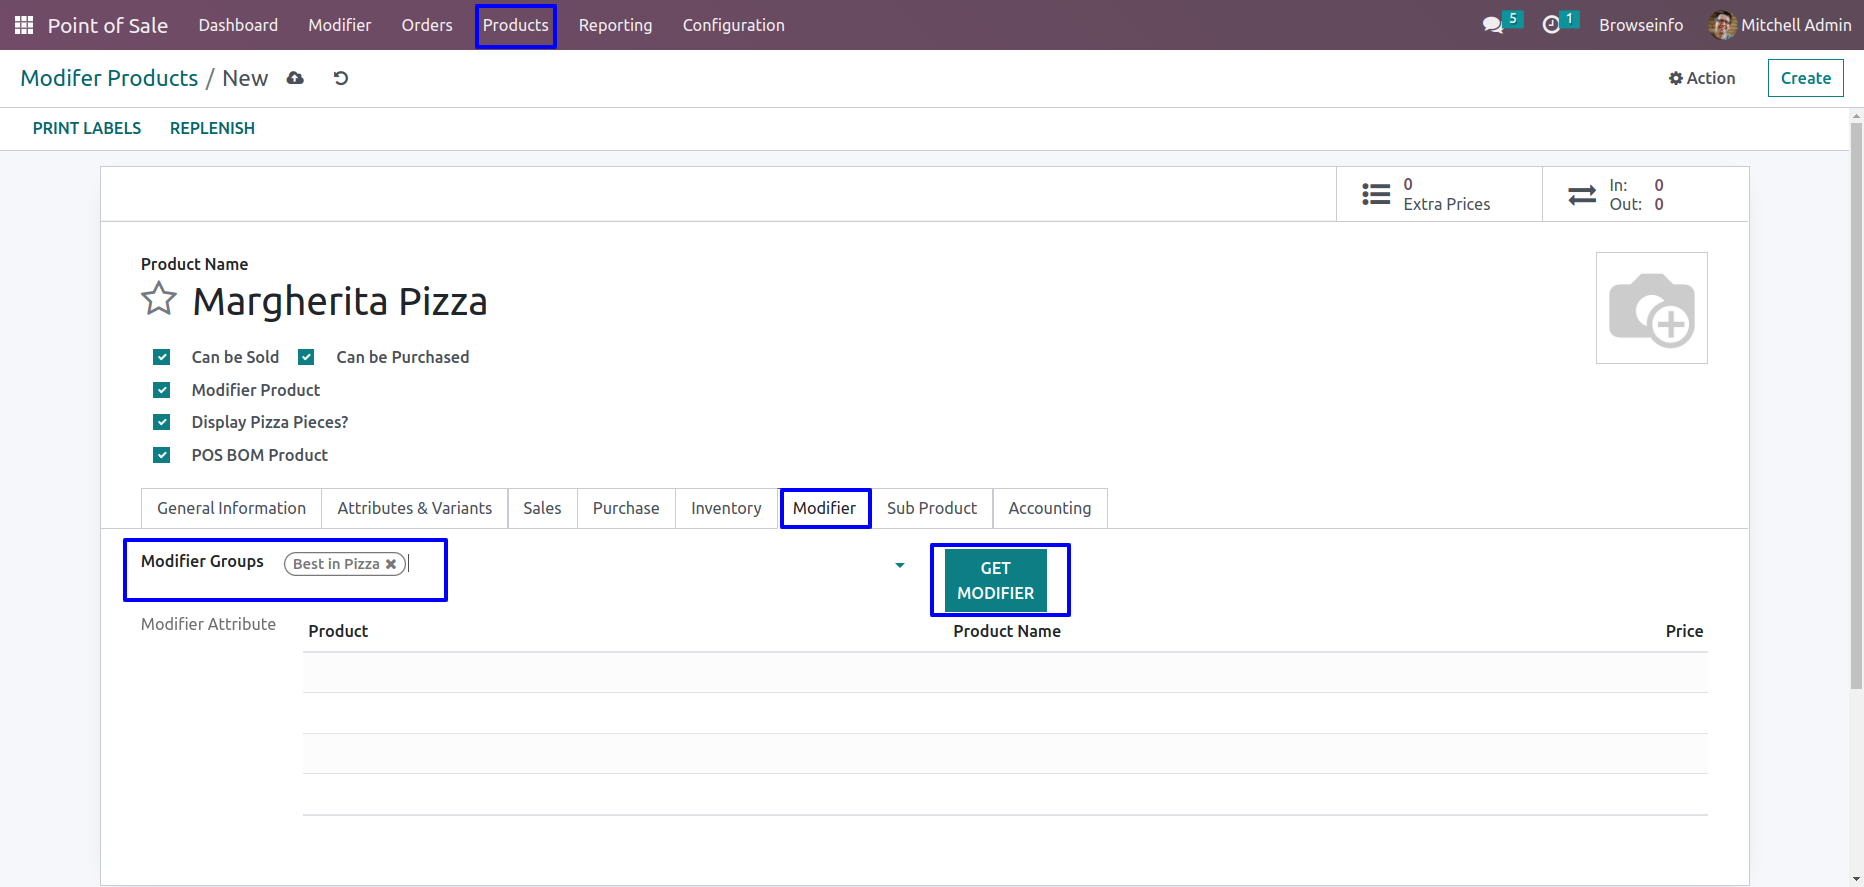 Point of Sale Dashboard Modifier Orders Products Reporting Configuration 5 1 Browseinfo Mitchell Admin
Modifer Products / New Action Create
PRINT LABELS REPLENISH
0
Extra Prices
In: 0
Out: 0
Product Name
Margherita Pizza
Can be Sold Can be Purchased
Modifier Product
Display Pizza Pieces?
POS BOM Product
General Information Attributes & Variants Sales Purchase Inventory Modifier Sub Product Accounting
Modifier Groups Best in Pizza
GET
MODIFIER
Modifier Attribute
Product Product Name Price